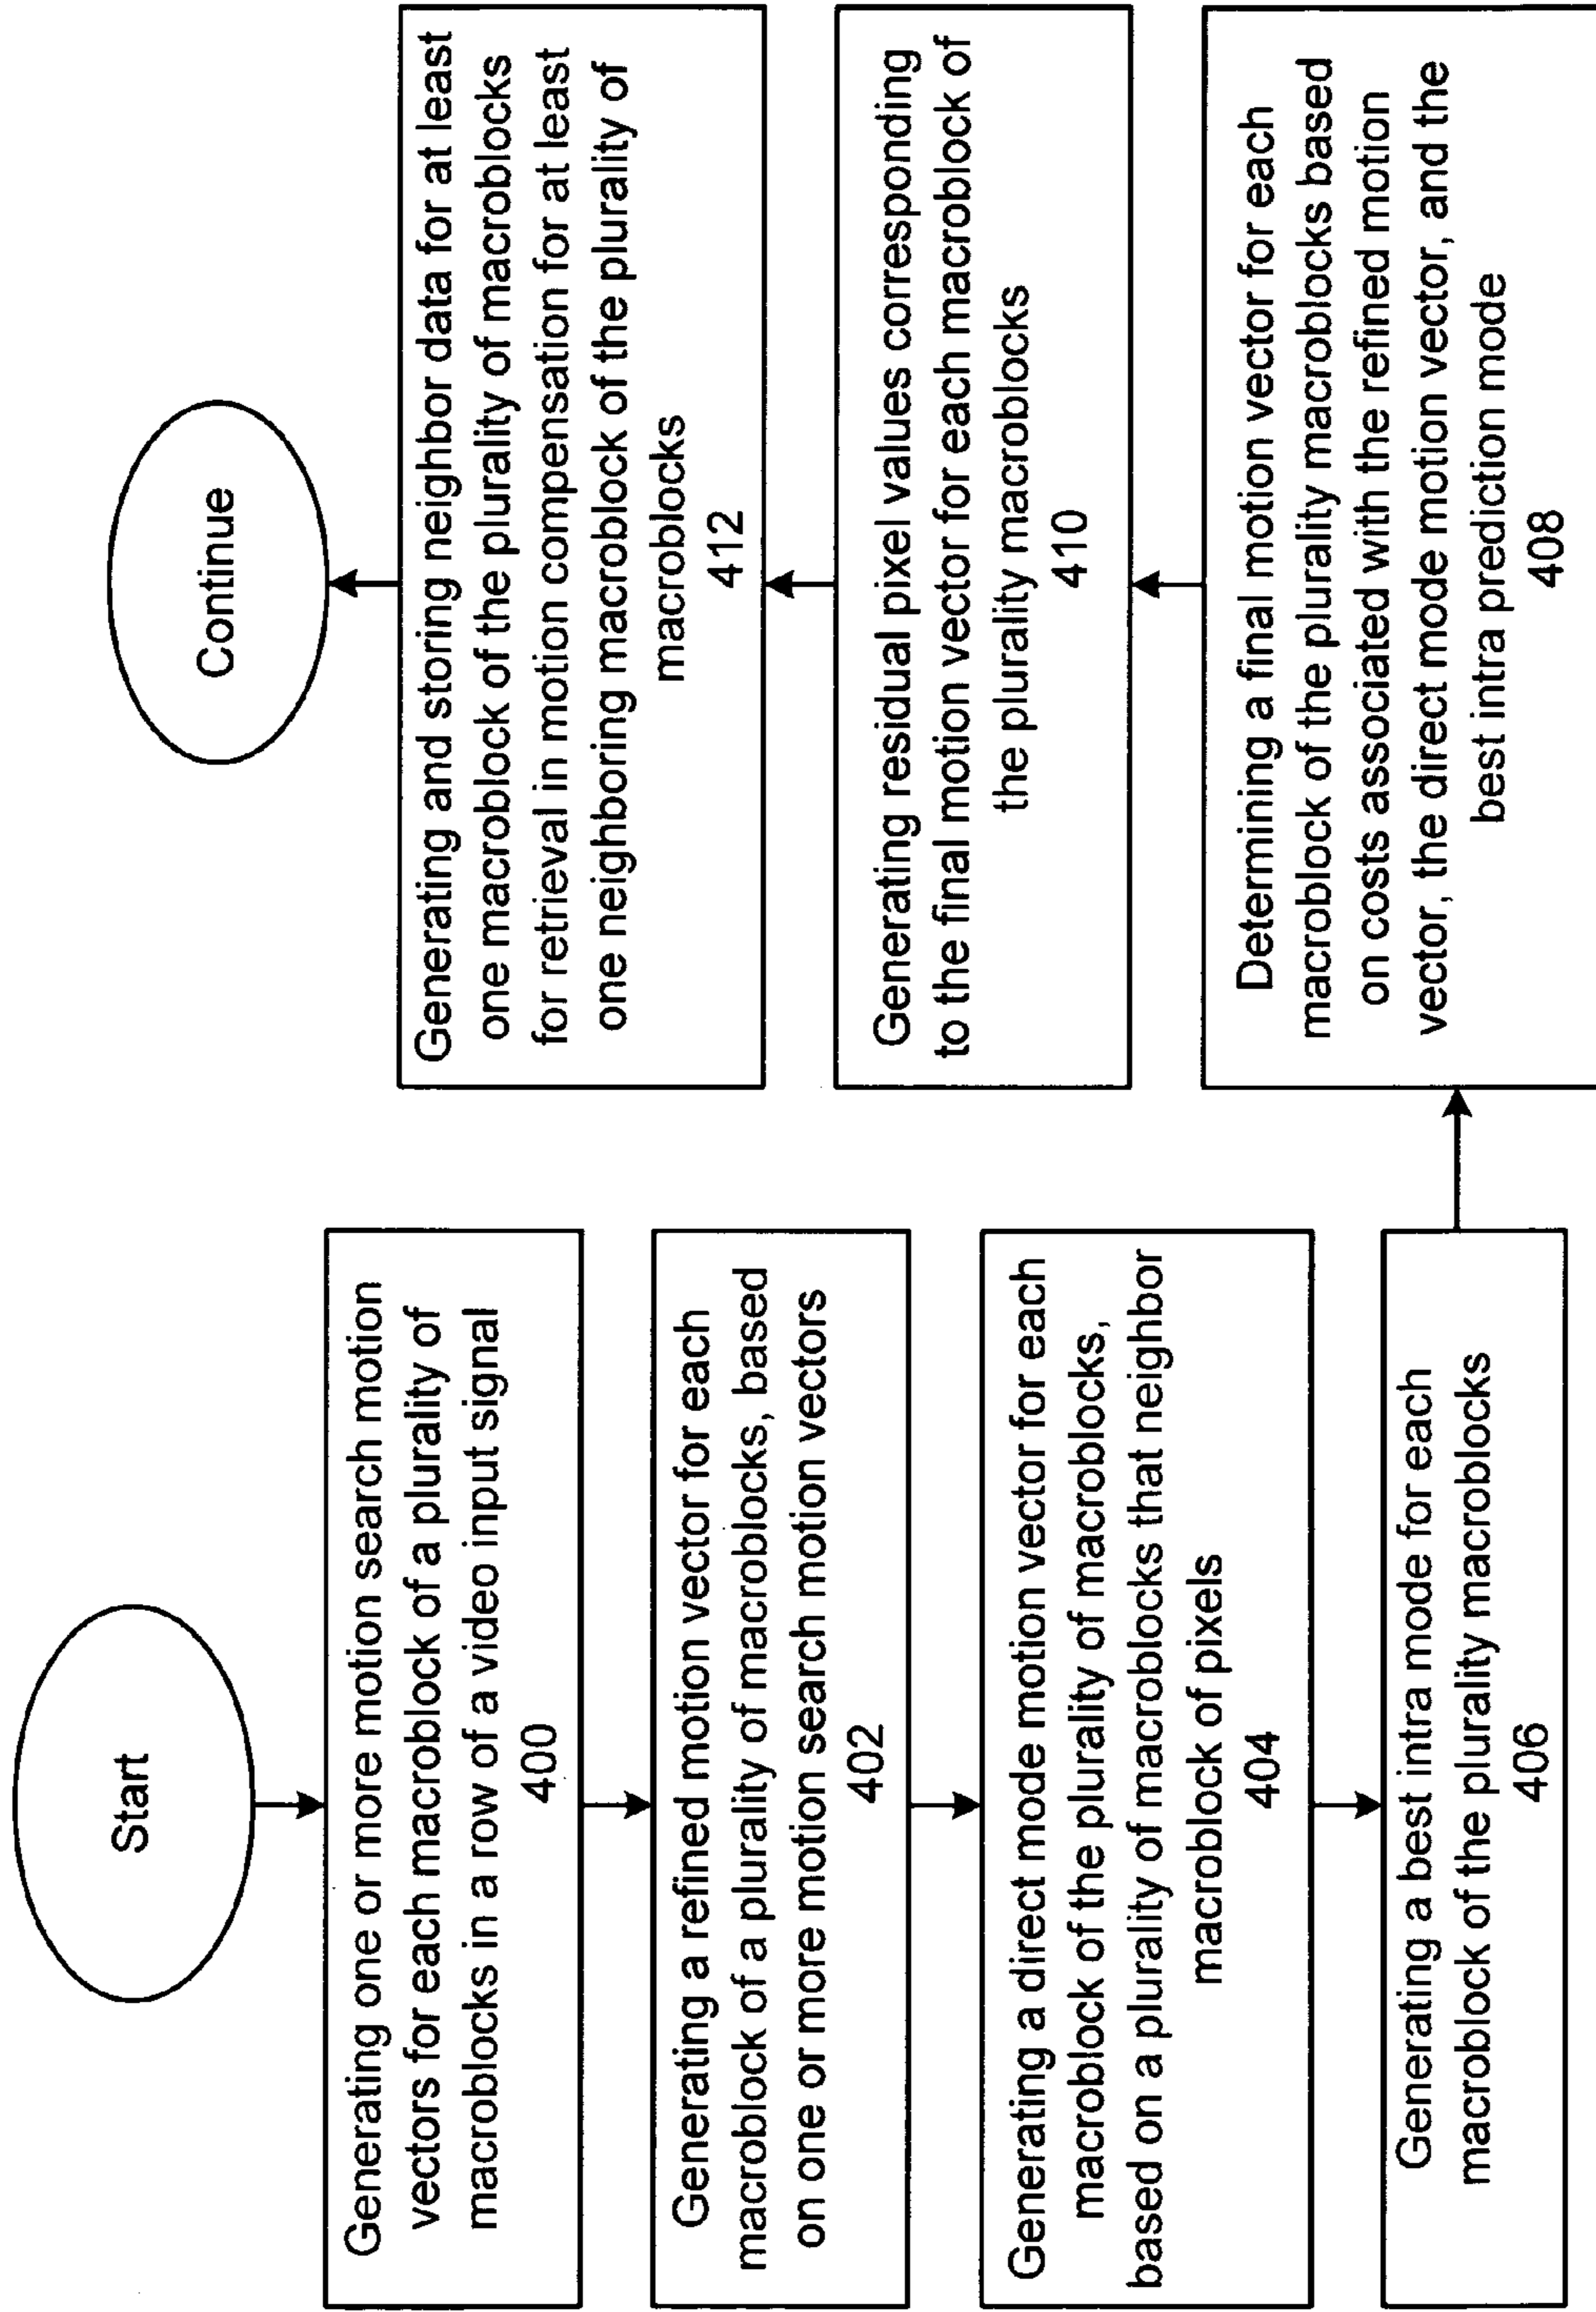 Start
Generating one or more motion search motion
vectors for each macroblock of a plurality of
macroblocks in a row of a video input signal
400
Generating a refined motion vector for each
macroblock of a plurality of macroblocks, based
on one or more motion search motion vectors
402
Generating a direct mode motion vector for each
macroblock of the plurality of macroblocks,
based on a plurality of macrobocks that neighbor
macroblock of pixels
404
Generating a best intra mode for each
macroblock of the plurality macroblocks
406
Determining a final motion vector for each
macroblock of the plurality macroblocks based
on costs associated with the refined motion
vector, the direct mode motion vector, and the
best intra prediction mode
408
Generating residual pixel values corresponding
to the final motion vector for each macroblock of
the plurality macroblocks
410
Generating and storing neighbor data for at least
one macroblock of the plurality of macroblocks
for retrieval in motion compensation for at least
one neighboring macroblock of the plurality of
macroblocks
412
Continue